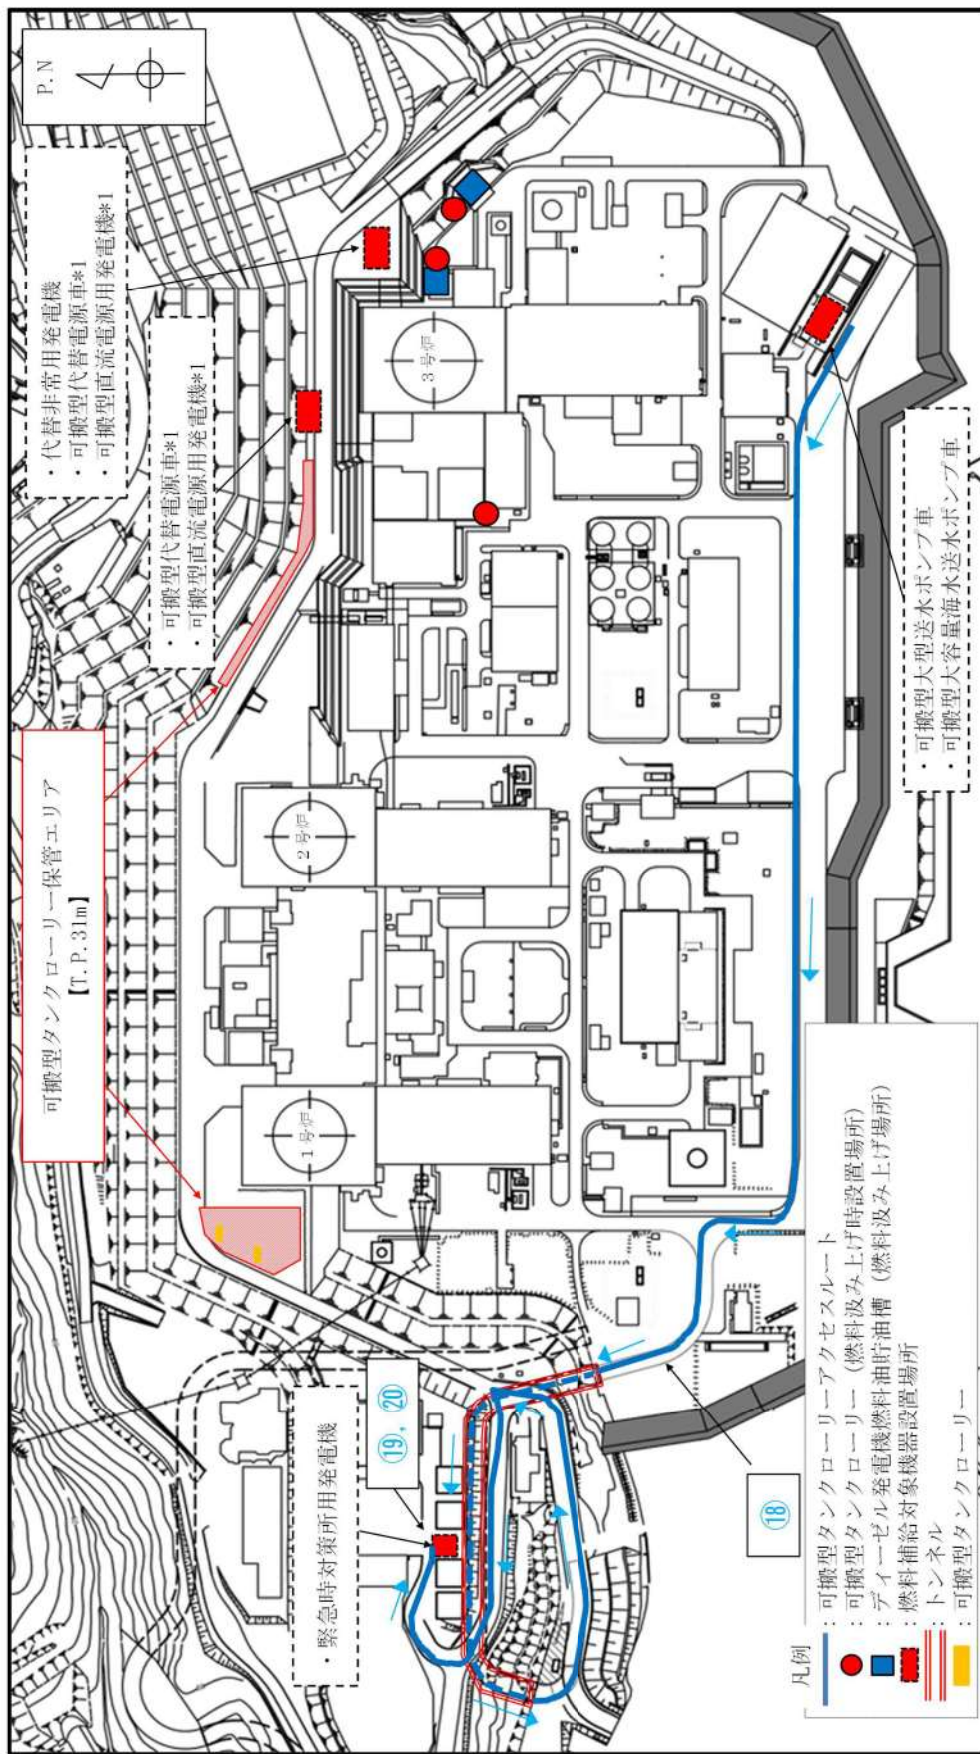 P.N
・代替非常用発電機
・可搬型代替電源車*1
・可搬型直流電源用発電機*1
・可搬型代替電源車*1
・可搬型直流電源用発電機*1
可搬型タンクローリー保管エリア
【T.P.31m】
3号炉
2号炉
1号炉
・可搬型大型送水ポンプ車
・可搬型大容量海水送水ポンプ車
⑲, ⑳
・緊急時対策所用発電機
⑱
凡例
：可搬型タンクローリーアクセスルート
：可搬型タンクローリー（燃料汲み上げ時設置場所）
：ディーゼル発電機燃料油貯油槽（燃料汲み上げ場所）
：燃料補給対象機器設置場所
：トンネル
：可搬型タンクローリー